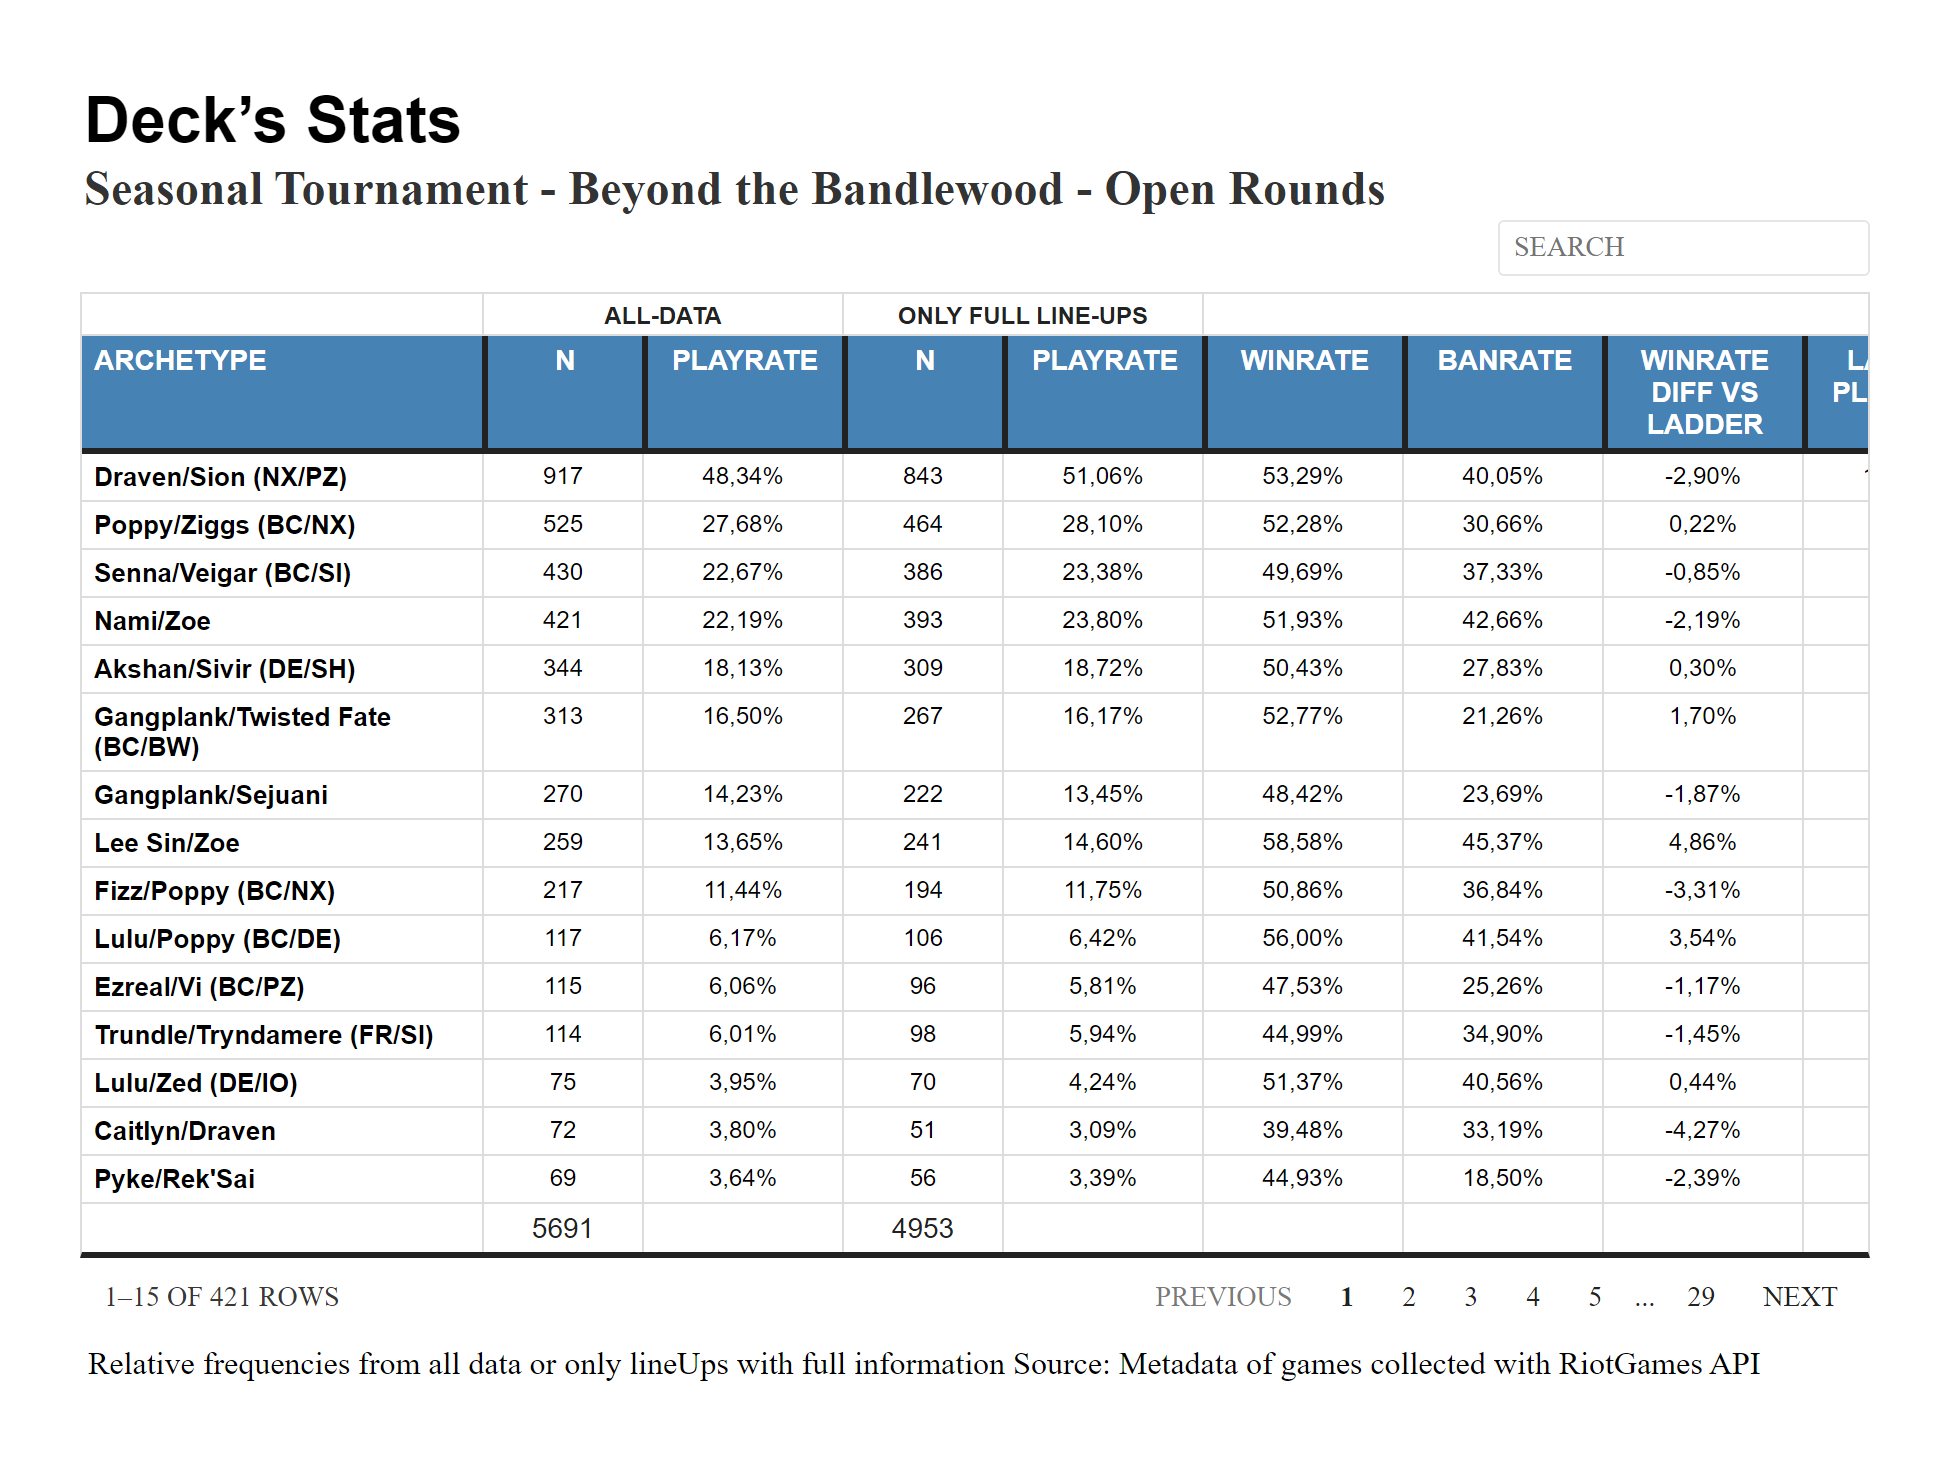 Deck’s Stats
Seasonal Tournament - Beyond the Bandlewood - Open Rounds
SEARCH
ALL-DATA ONLY FULL LINE-UPS
ARCHETYPE N PLAYRATE N PLAYRATE WINRATE BANRATE WINRATE
DIFF VS
LADDER
Draven/Sion (NX/PZ) 917 48,34% 843 51,06% 53,29% 40,05% -2,90%
Poppy/Ziggs (BC/NX) 525 27,68% 464 28,10% 52,28% 30,66% 0,22%
Senna/Veigar (BC/SI) 430 22,67% 386 23,38% 49,69% 37,33% -0,85%
Nami/Zoe 421 22,19% 393 23,80% 51,93% 42,66% -2,19%
Akshan/Sivir (DE/SH) 344 18,13% 309 18,72% 50,43% 27,83% 0,30%
Gangplank/Twisted Fate 313 16,50% 267 16,17% 52,77% 21,26% 1,70%
(BC/BW)
Gangplank/Sejuani 270 14,23% 222 13,45% 48,42% 23,69% -1,87%
Lee Sin/Zoe 259 13,65% 241 14,60% 58,58% 45,37% 4,86%
Fizz/Poppy (BC/NX) 217 11,44% 194 11,75% 50,86% 36,84% -3,31%
Lulu/Poppy (BC/DE) 117 6,17% 106 6,42% 56,00% 41,54% 3,54%
Ezreal/Vi (BC/PZ) 115 6,06% 96 5,81% 47,53% 25,26% -1,17%
Trundle/Tryndamere (FR/SI) 114 6,01% 98 5,94% 44,99% 34,90% -1,45%
Lulu/Zed (DE/IO) 75 3,95% 70 4,24% 51,37% 40,56% 0,44%
Caitlyn/Draven 72 3,80% 51 3,09% 39,48% 33,19% -4,27%
Pyke/Rek'Sai 69 3,64% 56 3,39% 44,93% 18,50% -2,39%
5691 4953
1–15 OF 421 ROWS PREVIOUS 1 2 3 4 5 ... 29 NEXT
Relative frequencies from all data or only lineUps with full information Source: Metadata of games collected with RiotGames API